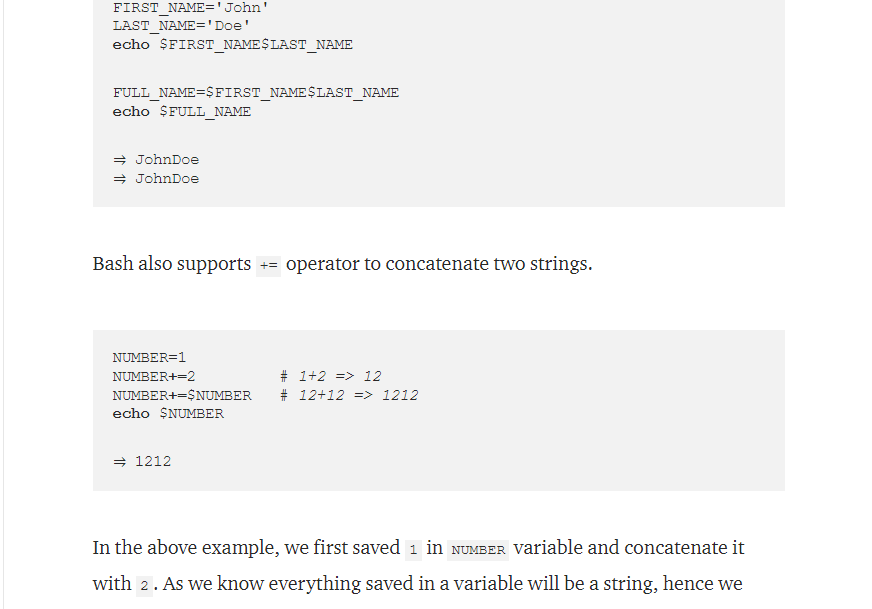 FIRST_NAME='John'
LAST_NAME='Doe'
echo $FIRST_NAME$LAST_NAME
FULL_NAME=$FIRST_NAME$LAST_NAME
echo $FULL_NAME
⇒ JohnDoe
⇒ JohnDoe
Bash also supports += operator to concatenate two strings.
NUMBER=1
NUMBER+=2 # 1+2 => 12
NUMBER+=$NUMBER # 12+12 => 1212
echo $NUMBER
⇒ 1212
In the above example, we first saved 1 in NUMBER variable and concatenate it
with 2. As we know everything saved in a variable will be a string, hence we